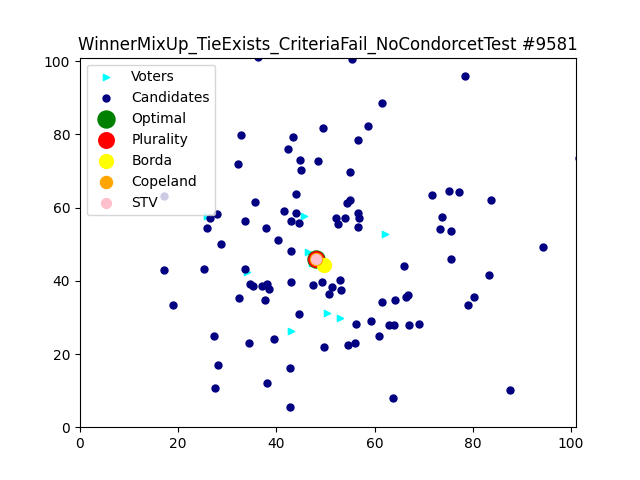 WinnerMixUp_TieExists_CriteriaFail_NoCondorcetTest #9581
100
80
60
40
20
0
Voters
Candidates
Optimal
Plurality
Borda
Copeland
STV
0
20
40
60
80
100